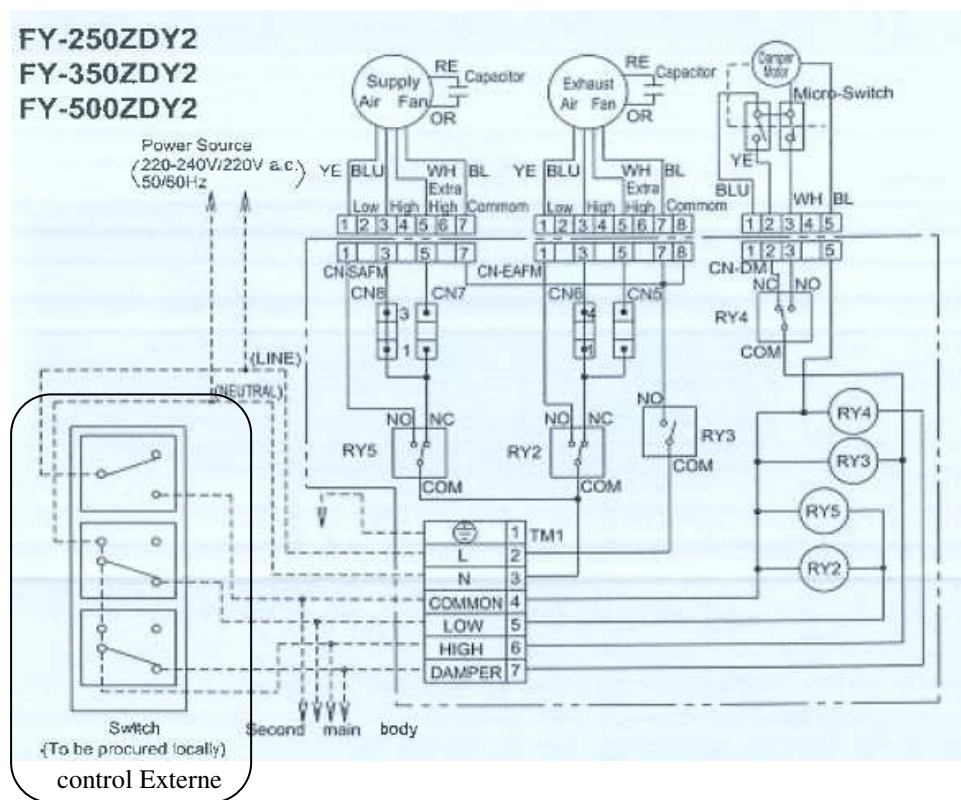 FY-250ZDY2
FY-350ZDY2
FY-500ZDY2
Power Source
(220-240V/220V a.c.)
50/60Hz
Supply
Air Fan
RE
Capacitor
OR
Exhaust
Air Fan
RE
Capacitor
OR
Damper
Motor
Micro-Switch
YE BLU WH BL
Extra
Low High High Commom
1 2 3 4 5 6 7
YE BLU WH BL
Extra
Low High High Commom
1 2 3 4 5 6 7 8
YE
BLU WH BL
1 2 3 4 5
1 3 5 7
CN-SAFM
1 3 5 7 8
CN-EAFM
1 2 3 5
CN-DM
NC NO
RY4
COM
CN8 CN7
3
1
CN6 CN5
4
1
(LINE)
(NEUTRAL)
NO NC
RY5
COM
NO NC
RY2
COM
NO
RY3
COM
RY4
RY3
RY5
RY2
1 TM1
L 2
N 3
COMMON 4
LOW 5
HIGH 6
DAMPER 7
Switch
(To be procured locally)
Second main body
control Externe